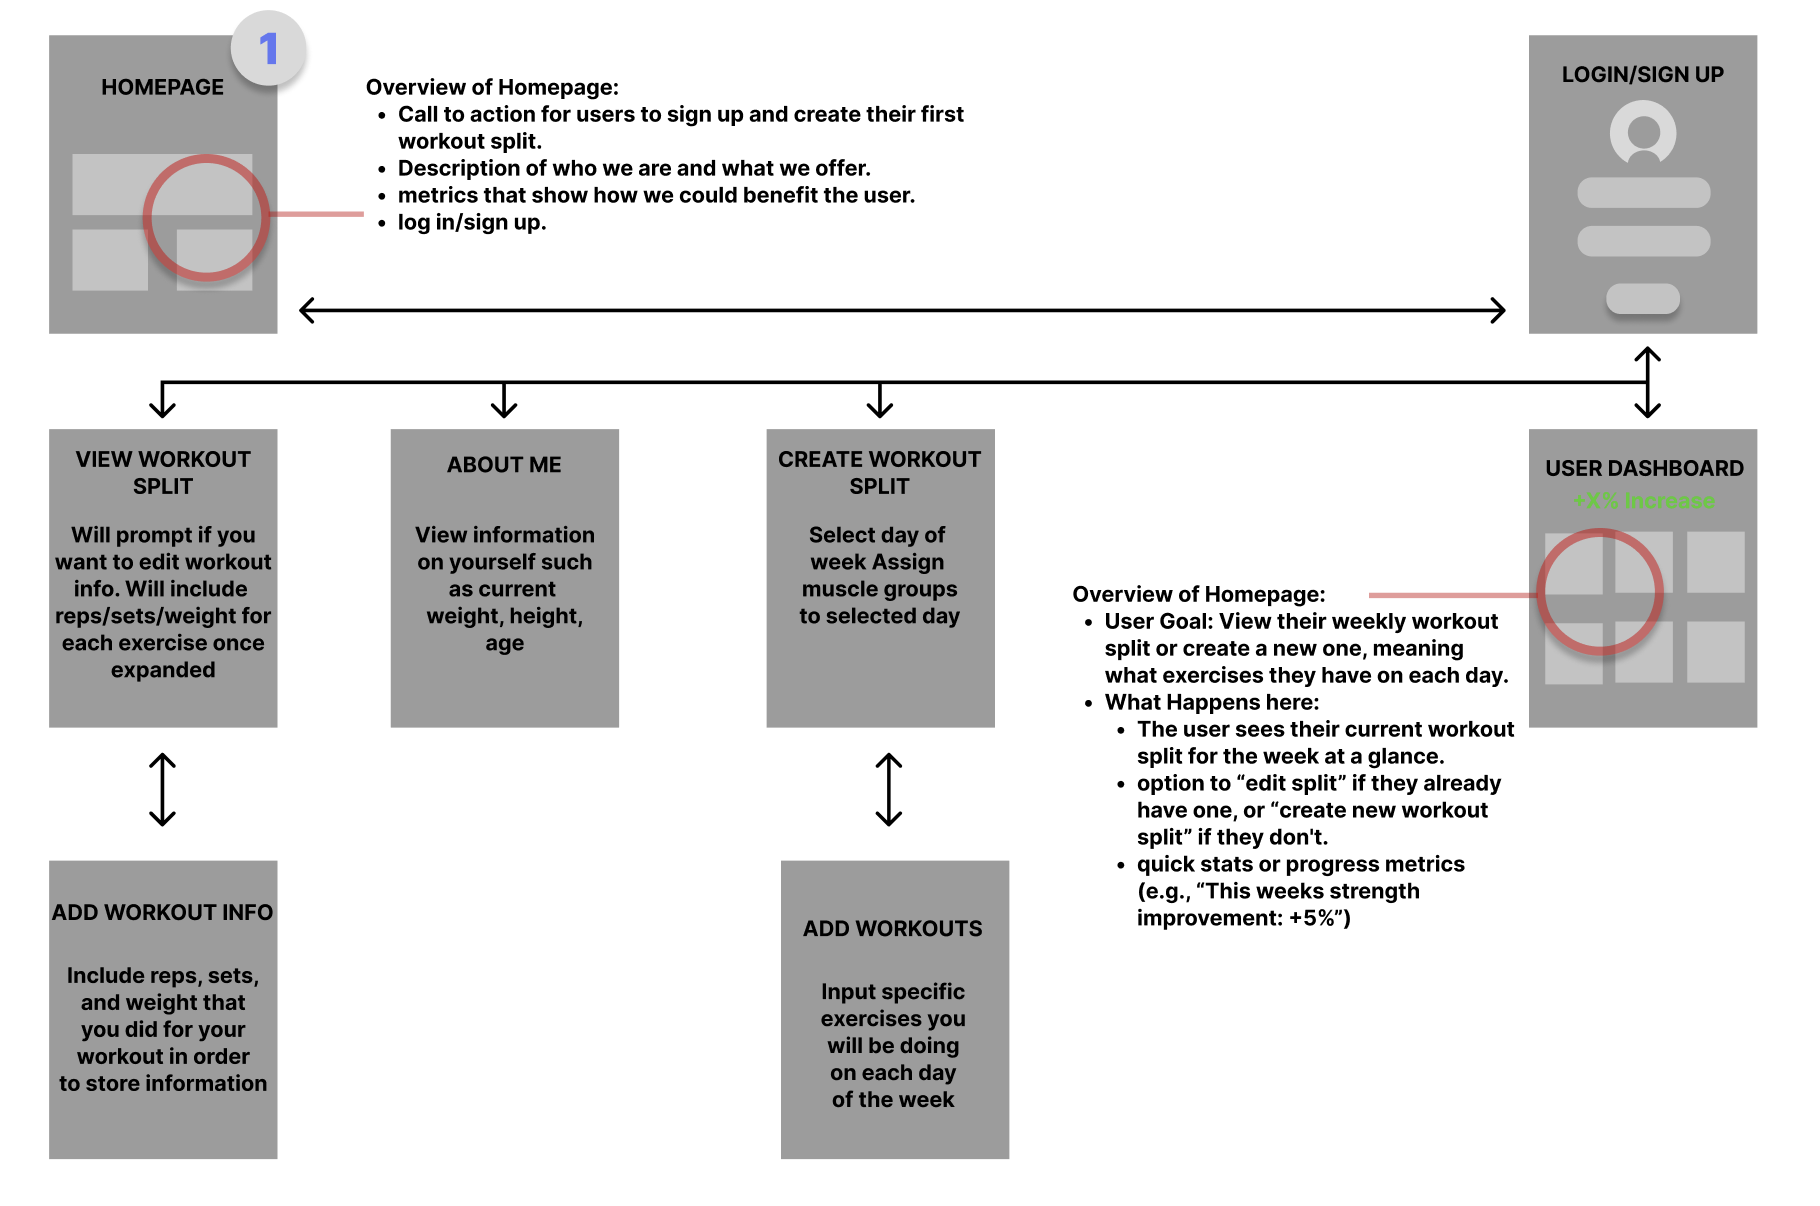 1
HOMEPAGE
Overview of Homepage:
• Call to action for users to sign up and create their first
workout split.
• Description of who we are and what we offer.
• metrics that show how we could benefit the user.
• log in/sign up.
LOGIN/SIGN UP
VIEW WORKOUT
SPLIT
Will prompt if you
want to edit workout
info. Will include
reps/sets/weight for
each exercise once
expanded
ABOUT ME
View information
on yourself such
as current
weight, height,
age
CREATE WORKOUT
SPLIT
Select day of
week Assign
muscle groups
to selected day
USER DASHBOARD
+X% Increase
Overview of Homepage:
• User Goal: View their weekly workout
split or create a new one, meaning
what exercises they have on each day.
• What Happens here:
• The user sees their current workout
split for the week at a glance.
• option to “edit split” if they already
have one, or “create new workout
split” if they don't.
• quick stats or progress metrics
(e.g., “This weeks strength
improvement: +5%”)
ADD WORKOUT INFO
Include reps, sets,
and weight that
you did for your
workout in order
to store information
ADD WORKOUTS
Input specific
exercises you
will be doing
on each day
of the week